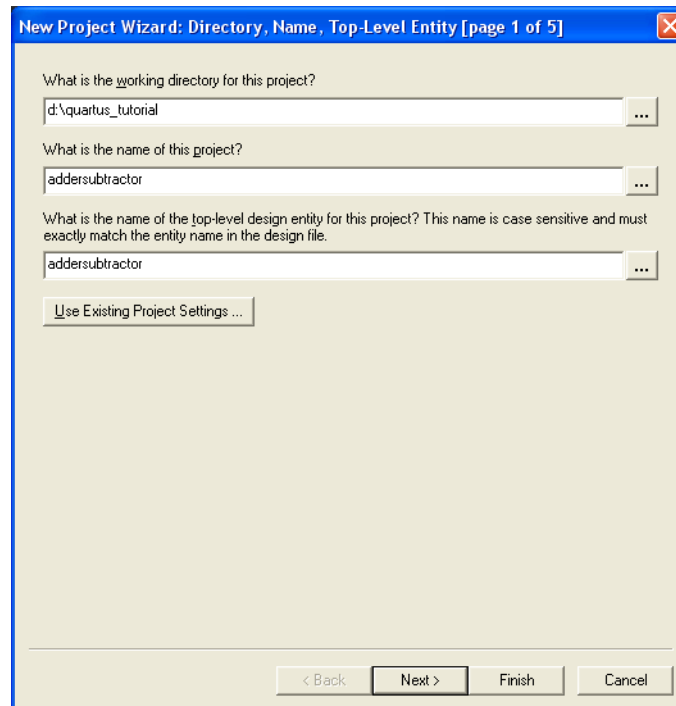 New Project Wizard: Directory, Name, Top-Level Entity [page 1 of 5]
What is the working directory for this project?
d:\quartus_tutorial
...
What is the name of this project?
addersubtractor
...
What is the name of the top-level design entity for this project? This name is case sensitive and must
exactly match the entity name in the design file.
addersubtractor
...
Use Existing Project Settings ...
< Back
Next >
Finish
Cancel